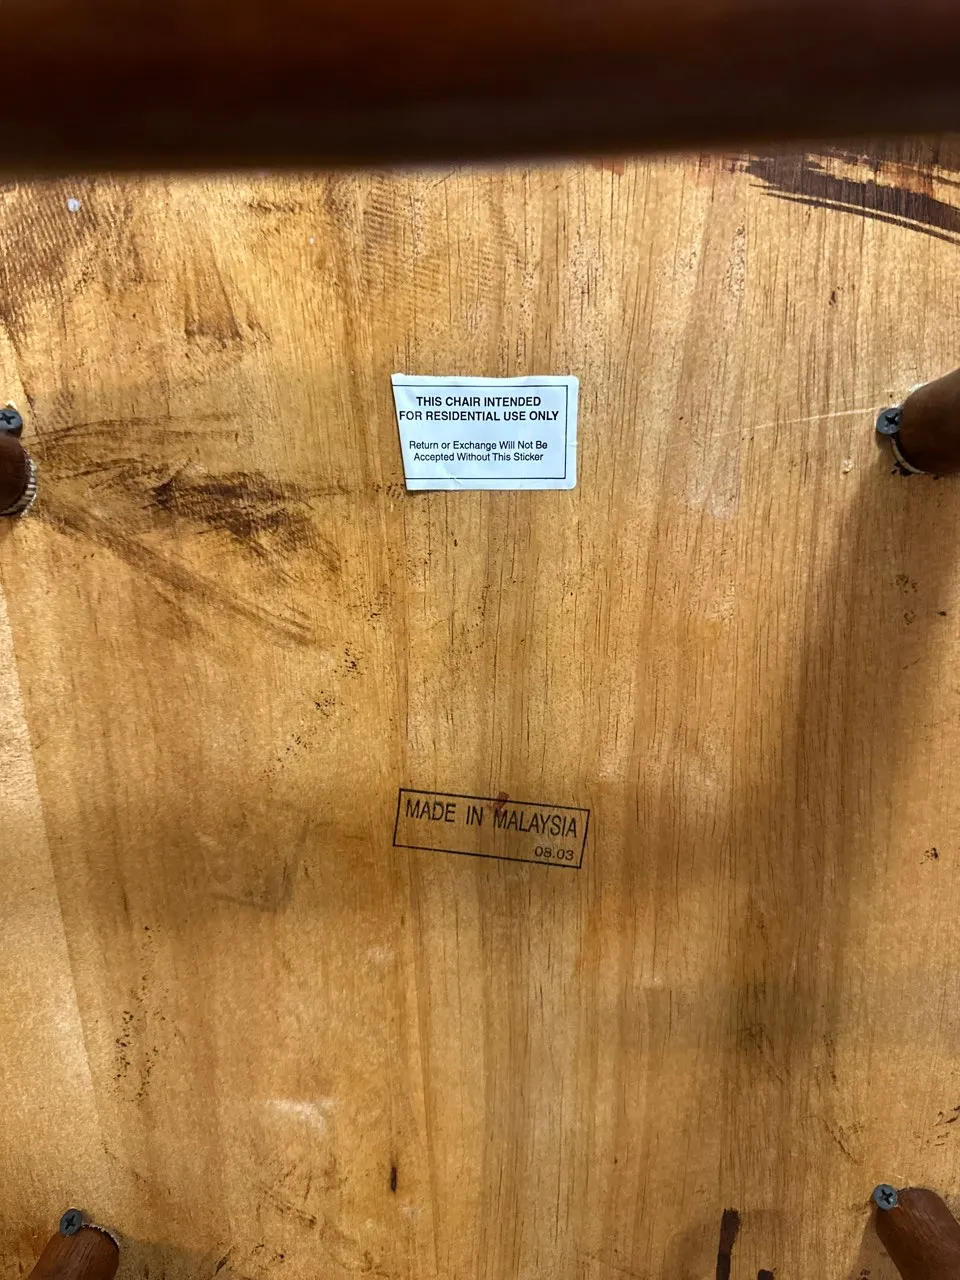 THIS CHAIR INTENDED
FOR RESIDENTIAL USE ONLY
Return or Exchange Will Not Be
Accepted Without This Sticker
MADE IN MALAYSIA
08.03